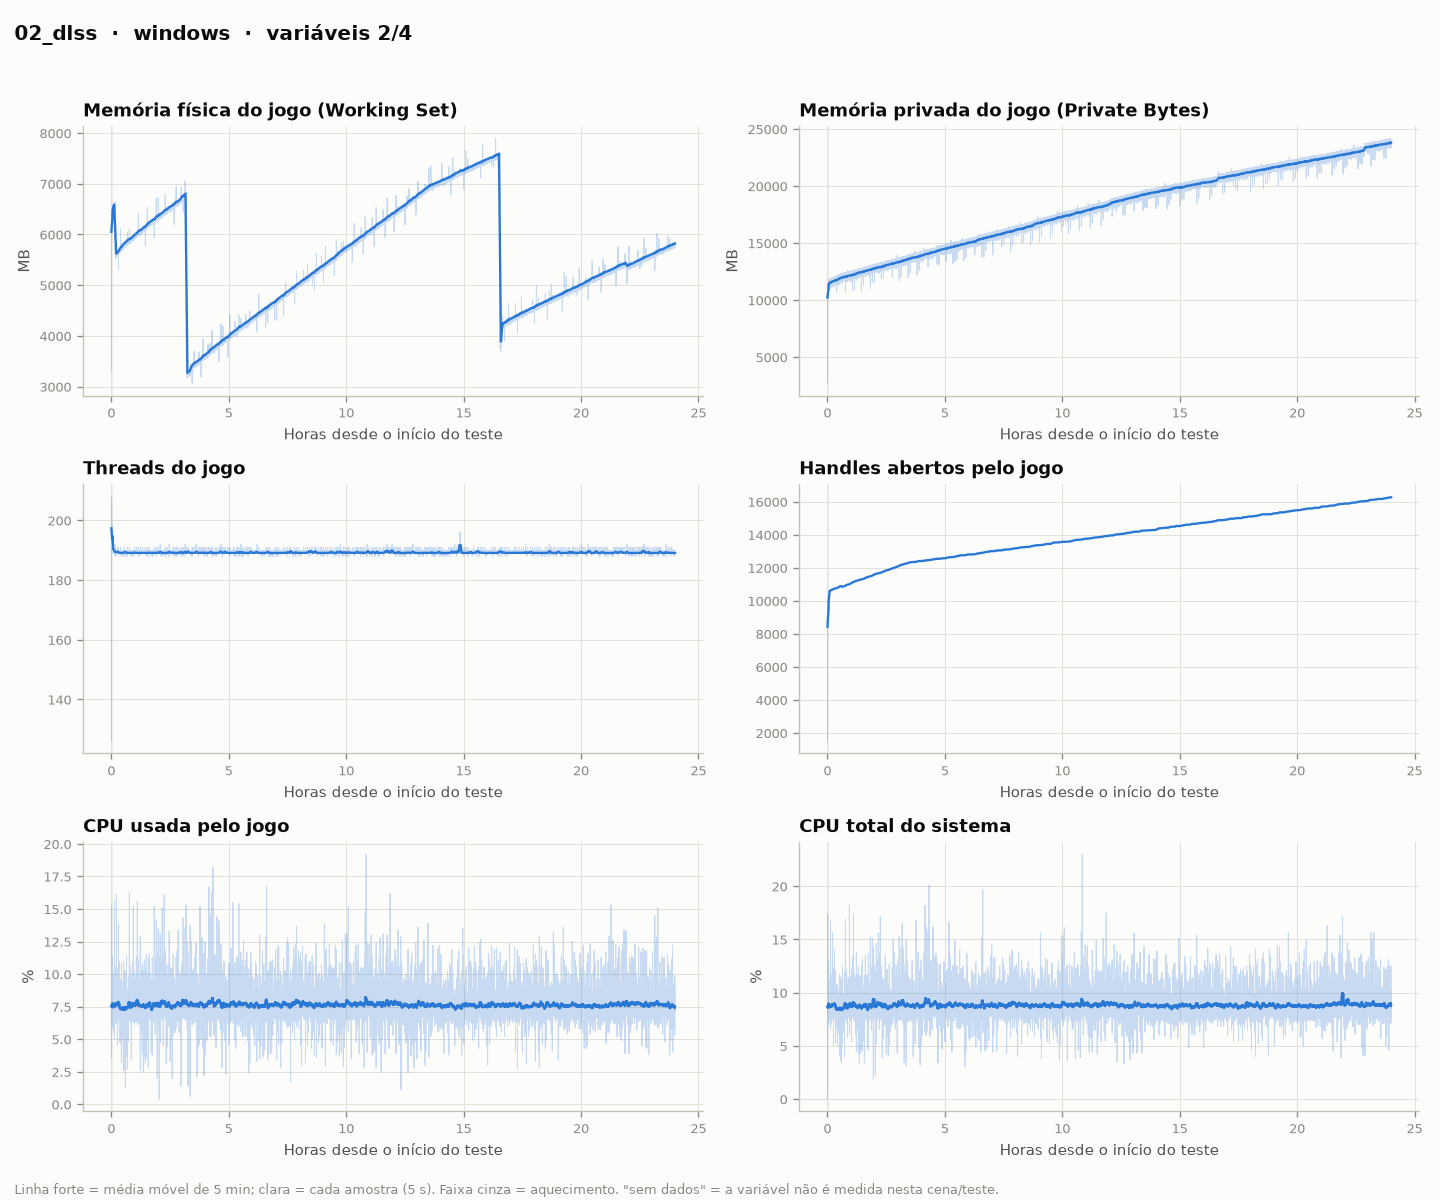 02_dlss · windows · variáveis 2/4
Memória física do jogo (Working Set)
MB
8000
7000
6000
5000
4000
3000
0 5 10 15 20 25
Horas desde o início do teste
Memória privada do jogo (Private Bytes)
MB
25000
20000
15000
10000
5000
0 5 10 15 20 25
Horas desde o início do teste
Threads do jogo
200
180
160
140
0 5 10 15 20 25
Horas desde o início do teste
Handles abertos pelo jogo
16000
14000
12000
10000
8000
6000
4000
2000
0 5 10 15 20 25
Horas desde o início do teste
CPU usada pelo jogo
%
20.0
17.5
15.0
12.5
10.0
7.5
5.0
2.5
0.0
0 5 10 15 20 25
Horas desde o início do teste
CPU total do sistema
%
20
15
10
5
0
0 5 10 15 20 25
Horas desde o início do teste
Linha forte = média móvel de 5 min; clara = cada amostra (5 s). Faixa cinza = aquecimento. "sem dados" = a variável não é medida nesta cena/teste.